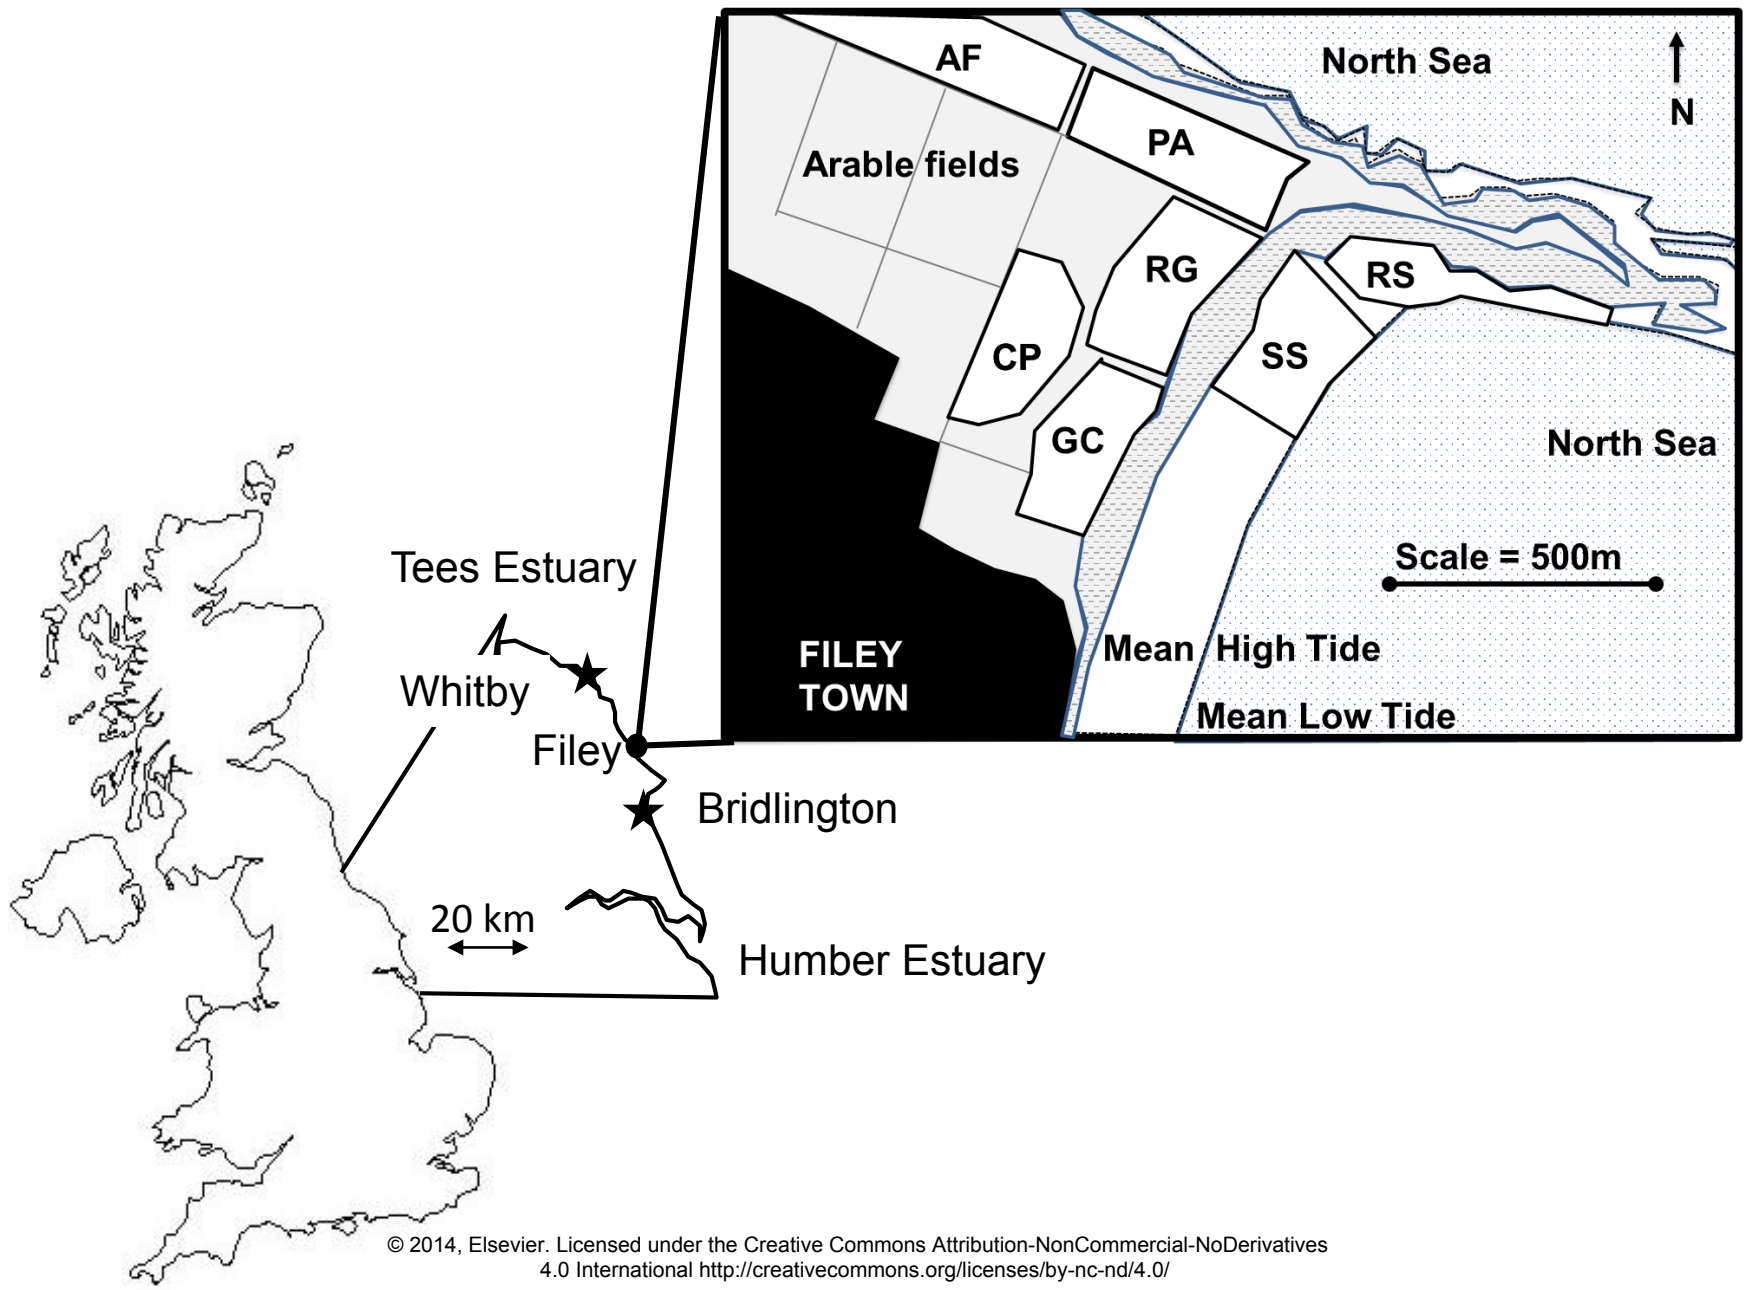 AF
North Sea
N
PA
Arable fields
RG
RS
CP
SS
GC
North Sea
Scale = 500m
Tees Estuary
FILEY
TOWN
Mean High Tide
Whitby
Mean Low Tide
Filey
Bridlington
20 km
Humber Estuary
© 2014, Elsevier. Licensed under the Creative Commons Attribution-NonCommercial-NoDerivatives
4.0 International http://creativecommons.org/licenses/by-nc-nd/4.0/